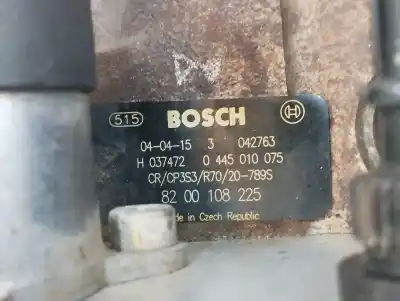 515 BOSCH
04-04-15 3 042763
H 037472 0 445 010 075
CR/CP3S3/R70/20-789S
82 00 108 225
in Czech Republic